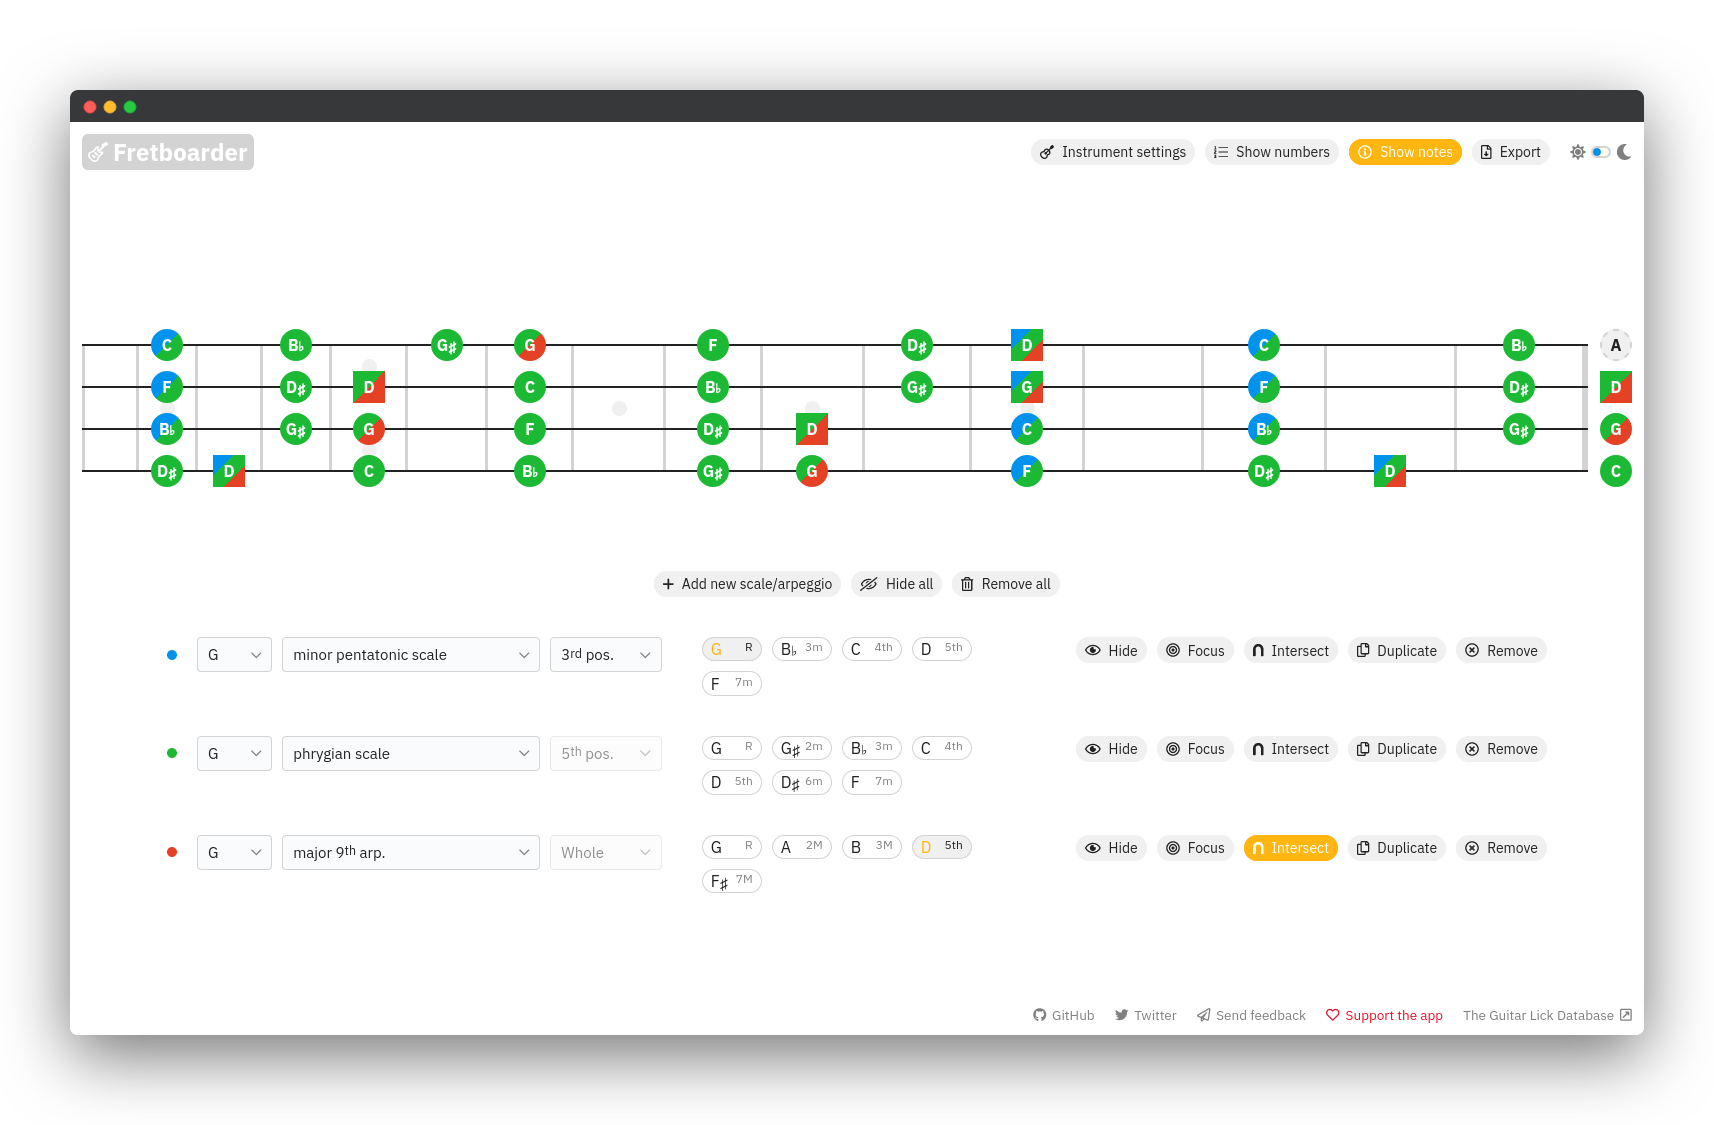 Fretboarder
Instrument settings Show numbers Show notes Export
C B♭ G♯ G F D♯ D C B♭ A
F D♯ D C B♭ G♯ G F D♯ D
B♭ G♯ G F D♯ D C B♭ G♯ G
D♯ D C B♭ G♯ G F D♯ D C
Add new scale/arpeggio Hide all Remove all
G minor pentatonic scale 3rd pos. G R B♭ 3m C 4th D 5th Hide Focus Intersect Duplicate Remove
F 7m
G phrygian scale 5th pos. G R G♯ 2m B♭ 3m C 4th Hide Focus Intersect Duplicate Remove
D 5th D♯ 6m F 7m
G major 9th arp. Whole G R A 2M B 3M D 5th Hide Focus Intersect Duplicate Remove
F♯ 7M
GitHub Twitter Send feedback Support the app The Guitar Lick Database